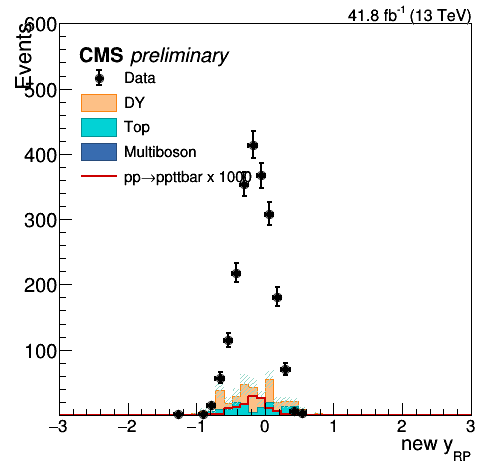 41.8 fb⁻¹ (13 TeV)
Events
CMS preliminary
Data
DY
Top
Multiboson
pp→ppttbar x 1000
600
500
400
300
200
100
−3 −2 −1 0 1 2 3
new y_RP